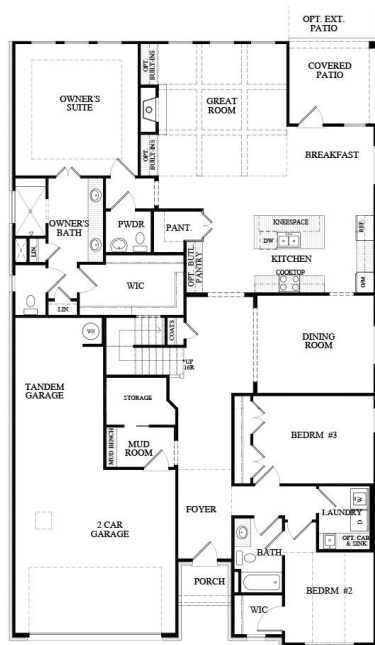 OPT. EXT.
PATIO
COVERED
PATIO
OPT.
BUILT-INS
OWNER'S
SUITE
GREAT
ROOM
OPT.
BUILT-INS
BREAKFAST
OWNER'S
BATH
PWDR
PANT.
KNEESPACE
DW
REF.
LIN.
KITCHEN
COOKTOP
OPT. BUTL.
PANTRY
O/M
WIC
LIN.
WH
COATS
*UP
16R
DINING
ROOM
TANDEM
GARAGE
STORAGE
MUD BENCH
MUD
ROOM
BEDRM #3
2 CAR
GARAGE
FOYER
LAUNDRY
W
D
OPT. CAB
& SINK
BATH
PORCH
WIC
BEDRM #2